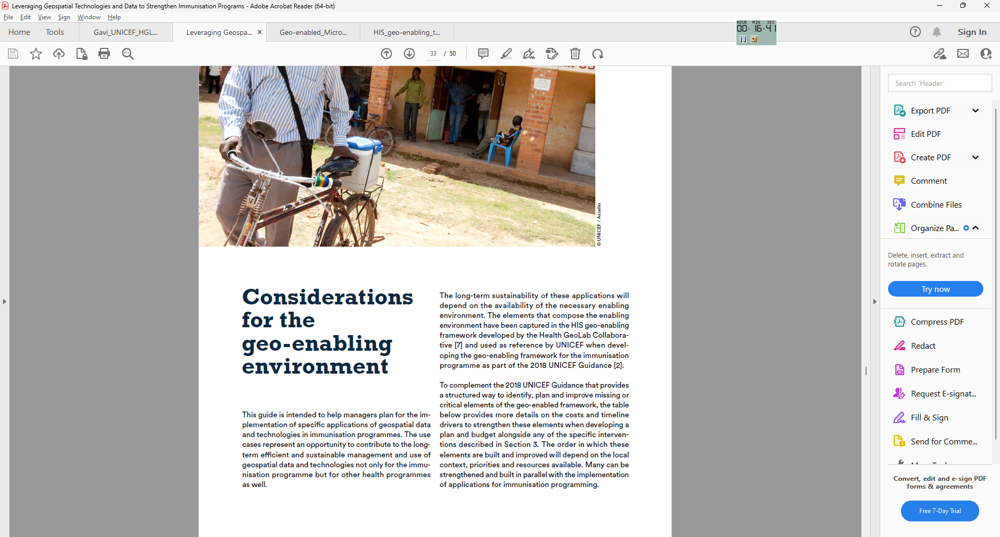 Leveraging Geospatial Technologies and Data to Strengthen Immunisation Programs - Adobe Acrobat Reader (64-bit)
File Edit View Sign Window Help
Home Tools Gavi_UNICEF_HGL... Leveraging Geospa... Geo-enabled_Micro... HIS_geo-enabling_t...
HOUR MIN SEC
00:16:41
Sign In
33 / 50
© UNICEF / Asselin
Considerations
for the
geo-enabling
environment
This guide is intended to help managers plan for the im-
plementation of specific applications of geospatial data
and technologies in immunisation programmes. The use
cases represent an opportunity to contribute to the long-
term efficient and sustainable management and use of
geospatial data and technologies not only for the immu-
nisation programme but for other health programmes
as well.
The long-term sustainability of these applications will
depend on the availability of the necessary enabling
environment. The elements that compose the enabling
environment have been captured in the HIS geo-enabling
framework developed by the Health GeoLab Collabora-
tive [7] and used as reference by UNICEF when devel-
oping the geo-enabling framework for the immunisation
programme as part of the 2018 UNICEF Guidance [2].
To complement the 2018 UNICEF Guidance that provides
a structured way to identify, plan and improve missing or
critical elements of the geo-enabled framework, the table
below provides more details on the costs and timeline
drivers to strengthen these elements when developing a
plan and budget alongside any of the specific interven-
tions described in Section 3. The order in which these
elements are built and improved will depend on the local
context, priorities and resources available. Many can be
strengthened and built in parallel with the implementation
of applications for immunisation programming.
Search 'Header'
Export PDF
Edit PDF
Create PDF
Comment
Combine Files
Organize Pa...
Delete, insert, extract and
rotate pages.
Try now
Compress PDF
Redact
Prepare Form
Request E-signat...
Fill & Sign
Send for Comme...
Convert, edit and e-sign PDF
forms & agreements
Free 7-Day Trial